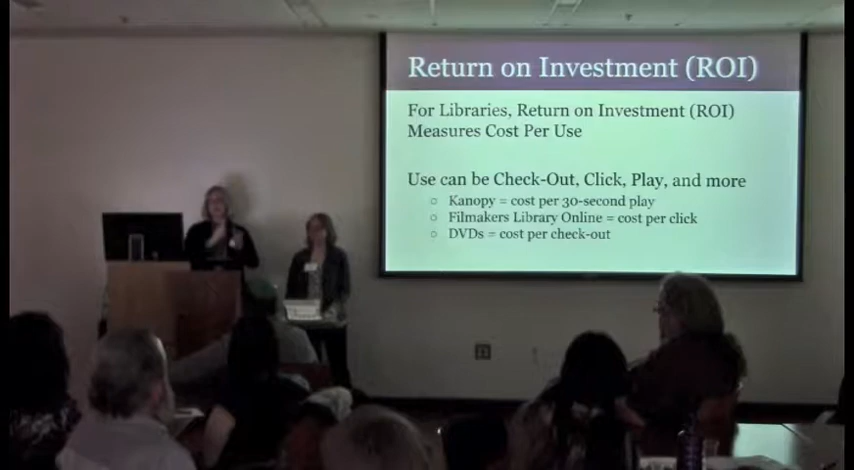 Return on Investment (ROI)
For Libraries, Return on Investment (ROI)
Measures Cost Per Use
Use can be Check-Out, Click, Play, and more
○ Kanopy = cost per 30-second play
○ Filmakers Library Online = cost per click
○ DVDs = cost per check-out